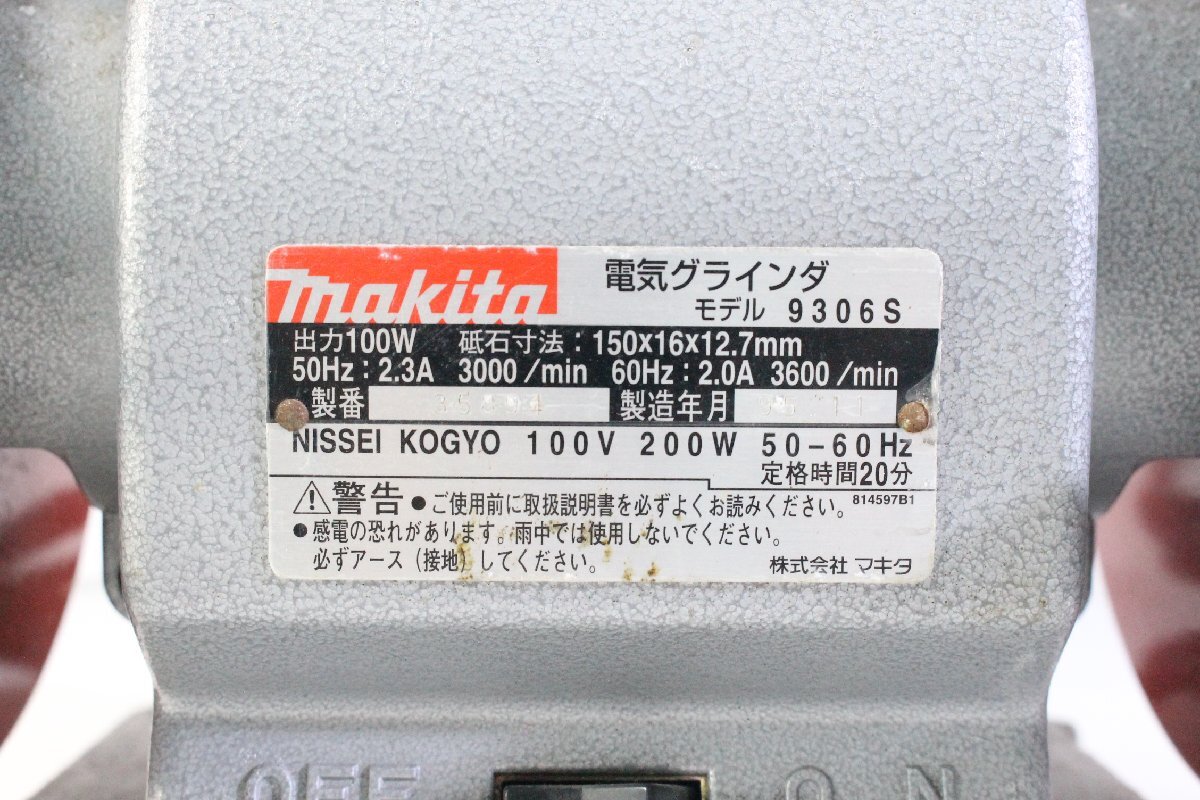 makita 電気グラインダ
モデル 9306S
出力100W 砥石寸法：150×16×12.7mm
50Hz：2.3A 3000/min 60Hz：2.0A 3600/min
製番 製造年月
NISSEI KOGYO 100V 200W 50-60Hz
定格時間20分
814597B1
⚠警告 ●ご使用前に取扱説明書を必ずよくお読みください。
●感電の恐れがあります。雨中では使用しないでください。
必ずアース（接地）してください。 株式会社 マキタ
OFF ON